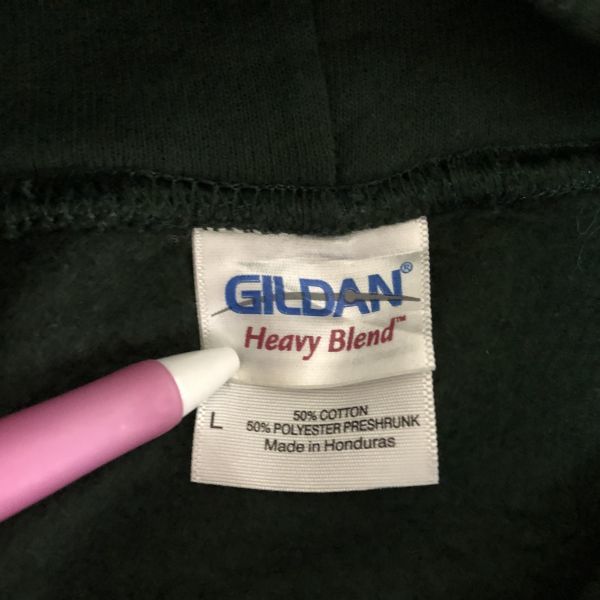 GILDAN®
Heavy Blend™
L
50% COTTON
50% POLYESTER PRESHRUNK
Made in Honduras